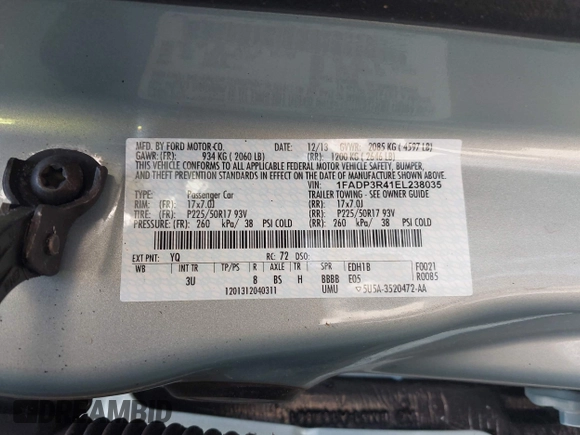 MFD. BY FORD MOTOR CO. DATE: 12/13 GVWR: 2085 KG ( 4597 LB)
GAWR: (FR): 934 KG ( 2060 LB) (RR): 1200 KG ( 2646 LB)
THIS VEHICLE CONFORMS TO ALL APPLICABLE FEDERAL MOTOR VEHICLE SAFETY, BUMPER,
AND THEFT PREVENTION STANDARDS IN EFFECT ON THE DATE OF MANUFACTURE SHOWN ABOVE.
VIN: 1FADP3R41EL238035
TYPE: Passenger Car TRAILER TOWING - SEE OWNER GUIDE
RIM: (FR): 17x7.0J (RR): 17x7.0J
TIRE: (FR): P225/50R17 93V (RR): P225/50R17 93V
PRESSURE: (FR): 260 kPa/ 38 PSI COLD (RR): 260 kPa/ 38 PSI COLD
EXT PNT: YQ RC: 72 DSO:
WB INT TR TP/PS R AX TR SPR EDH1B F0021
3U 8 BS H BBBB E05 R0085
1201312040311 UMU 5U5A-3520472-AA
DREAMBID